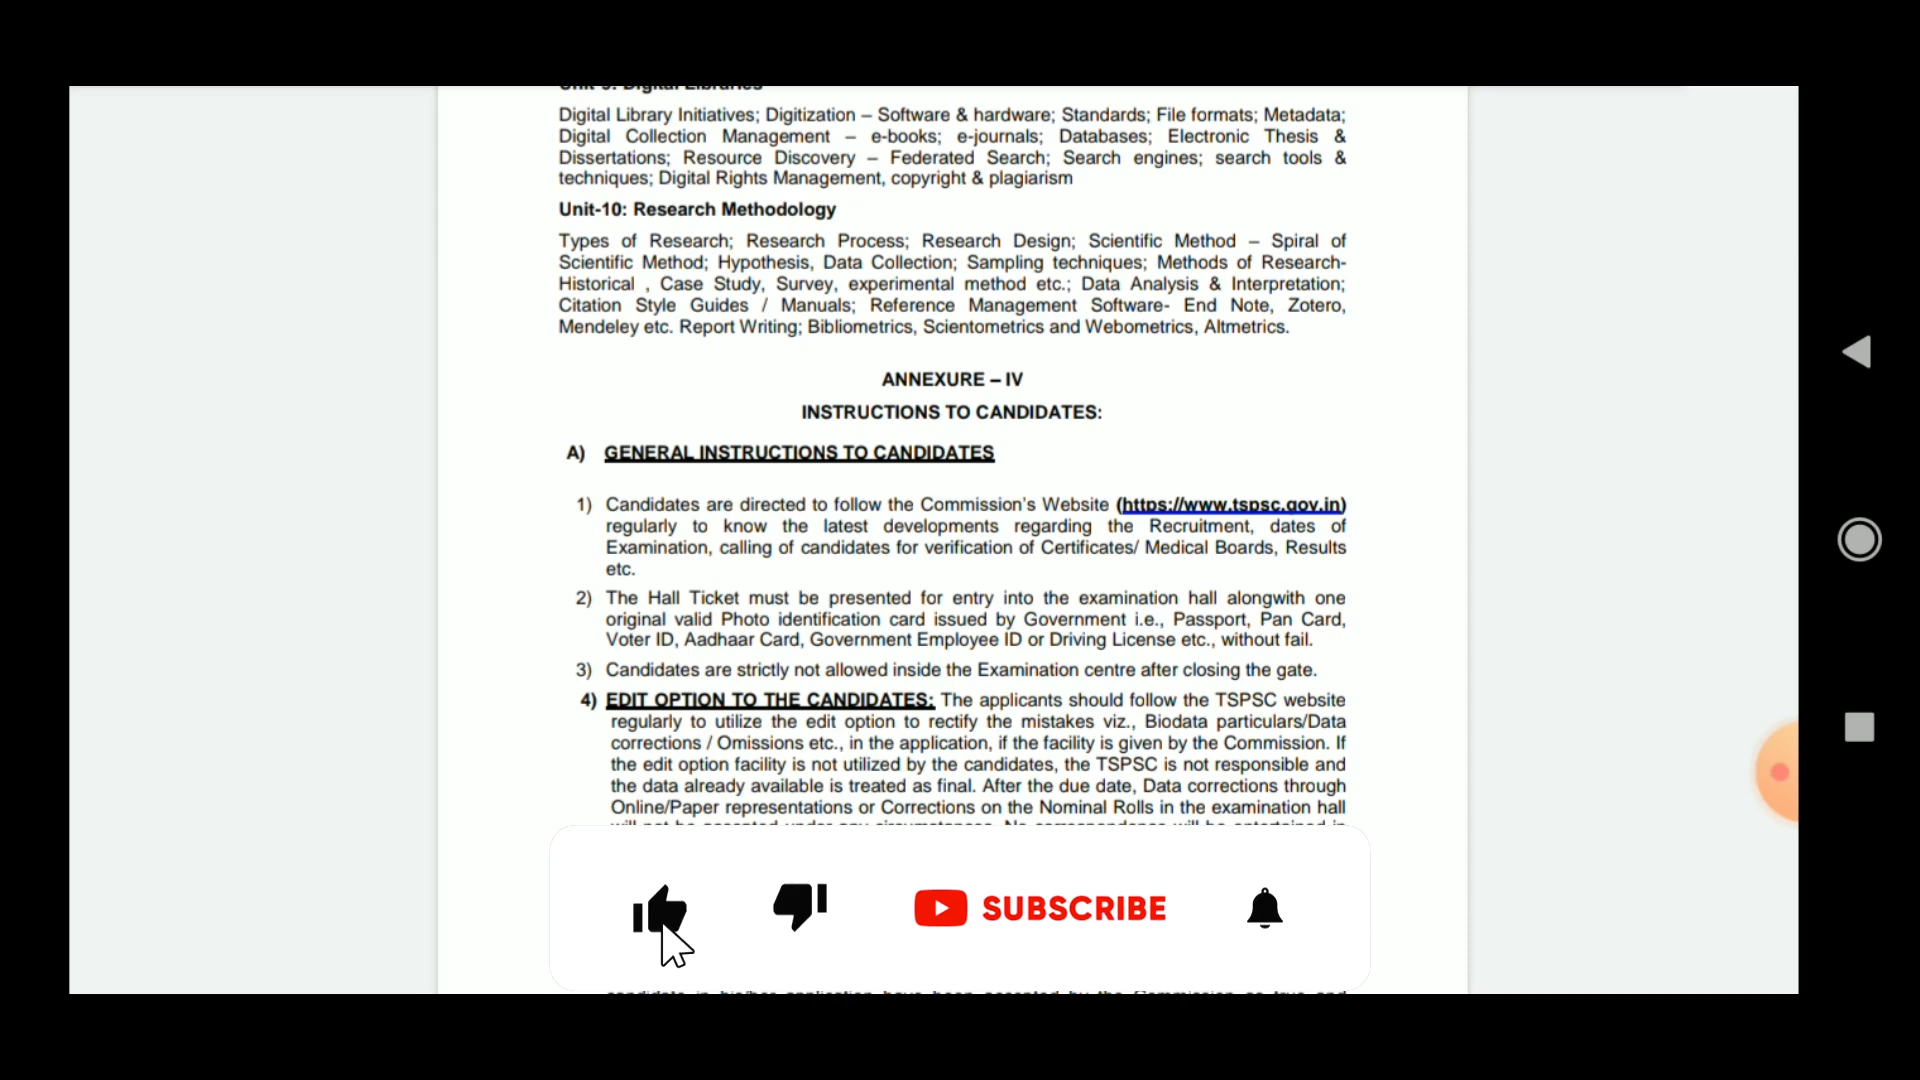 Unit-9: Digital Libraries
Digital Library Initiatives; Digitization – Software & hardware; Standards; File formats; Metadata;
Digital Collection Management – e-books; e-journals; Databases; Electronic Thesis &
Dissertations; Resource Discovery – Federated Search; Search engines; search tools &
techniques; Digital Rights Management, copyright & plagiarism
Unit-10: Research Methodology
Types of Research; Research Process; Research Design; Scientific Method – Spiral of
Scientific Method; Hypothesis, Data Collection; Sampling techniques; Methods of Research-
Historical , Case Study, Survey, experimental method etc.; Data Analysis & Interpretation;
Citation Style Guides / Manuals; Reference Management Software- End Note, Zotero,
Mendeley etc. Report Writing; Bibliometrics, Scientometrics and Webometrics, Altmetrics.
ANNEXURE – IV
INSTRUCTIONS TO CANDIDATES:
A) GENERAL INSTRUCTIONS TO CANDIDATES
1) Candidates are directed to follow the Commission's Website (https://www.tspsc.gov.in)
regularly to know the latest developments regarding the Recruitment, dates of
Examination, calling of candidates for verification of Certificates/ Medical Boards, Results
etc.
2) The Hall Ticket must be presented for entry into the examination hall alongwith one
original valid Photo identification card issued by Government i.e., Passport, Pan Card,
Voter ID, Aadhaar Card, Government Employee ID or Driving License etc., without fail.
3) Candidates are strictly not allowed inside the Examination centre after closing the gate.
4) EDIT OPTION TO THE CANDIDATES: The applicants should follow the TSPSC website
regularly to utilize the edit option to rectify the mistakes viz., Biodata particulars/Data
corrections / Omissions etc., in the application, if the facility is given by the Commission. If
the edit option facility is not utilized by the candidates, the TSPSC is not responsible and
the data already available is treated as final. After the due date, Data corrections through
Online/Paper representations or Corrections on the Nominal Rolls in the examination hall
SUBSCRIBE